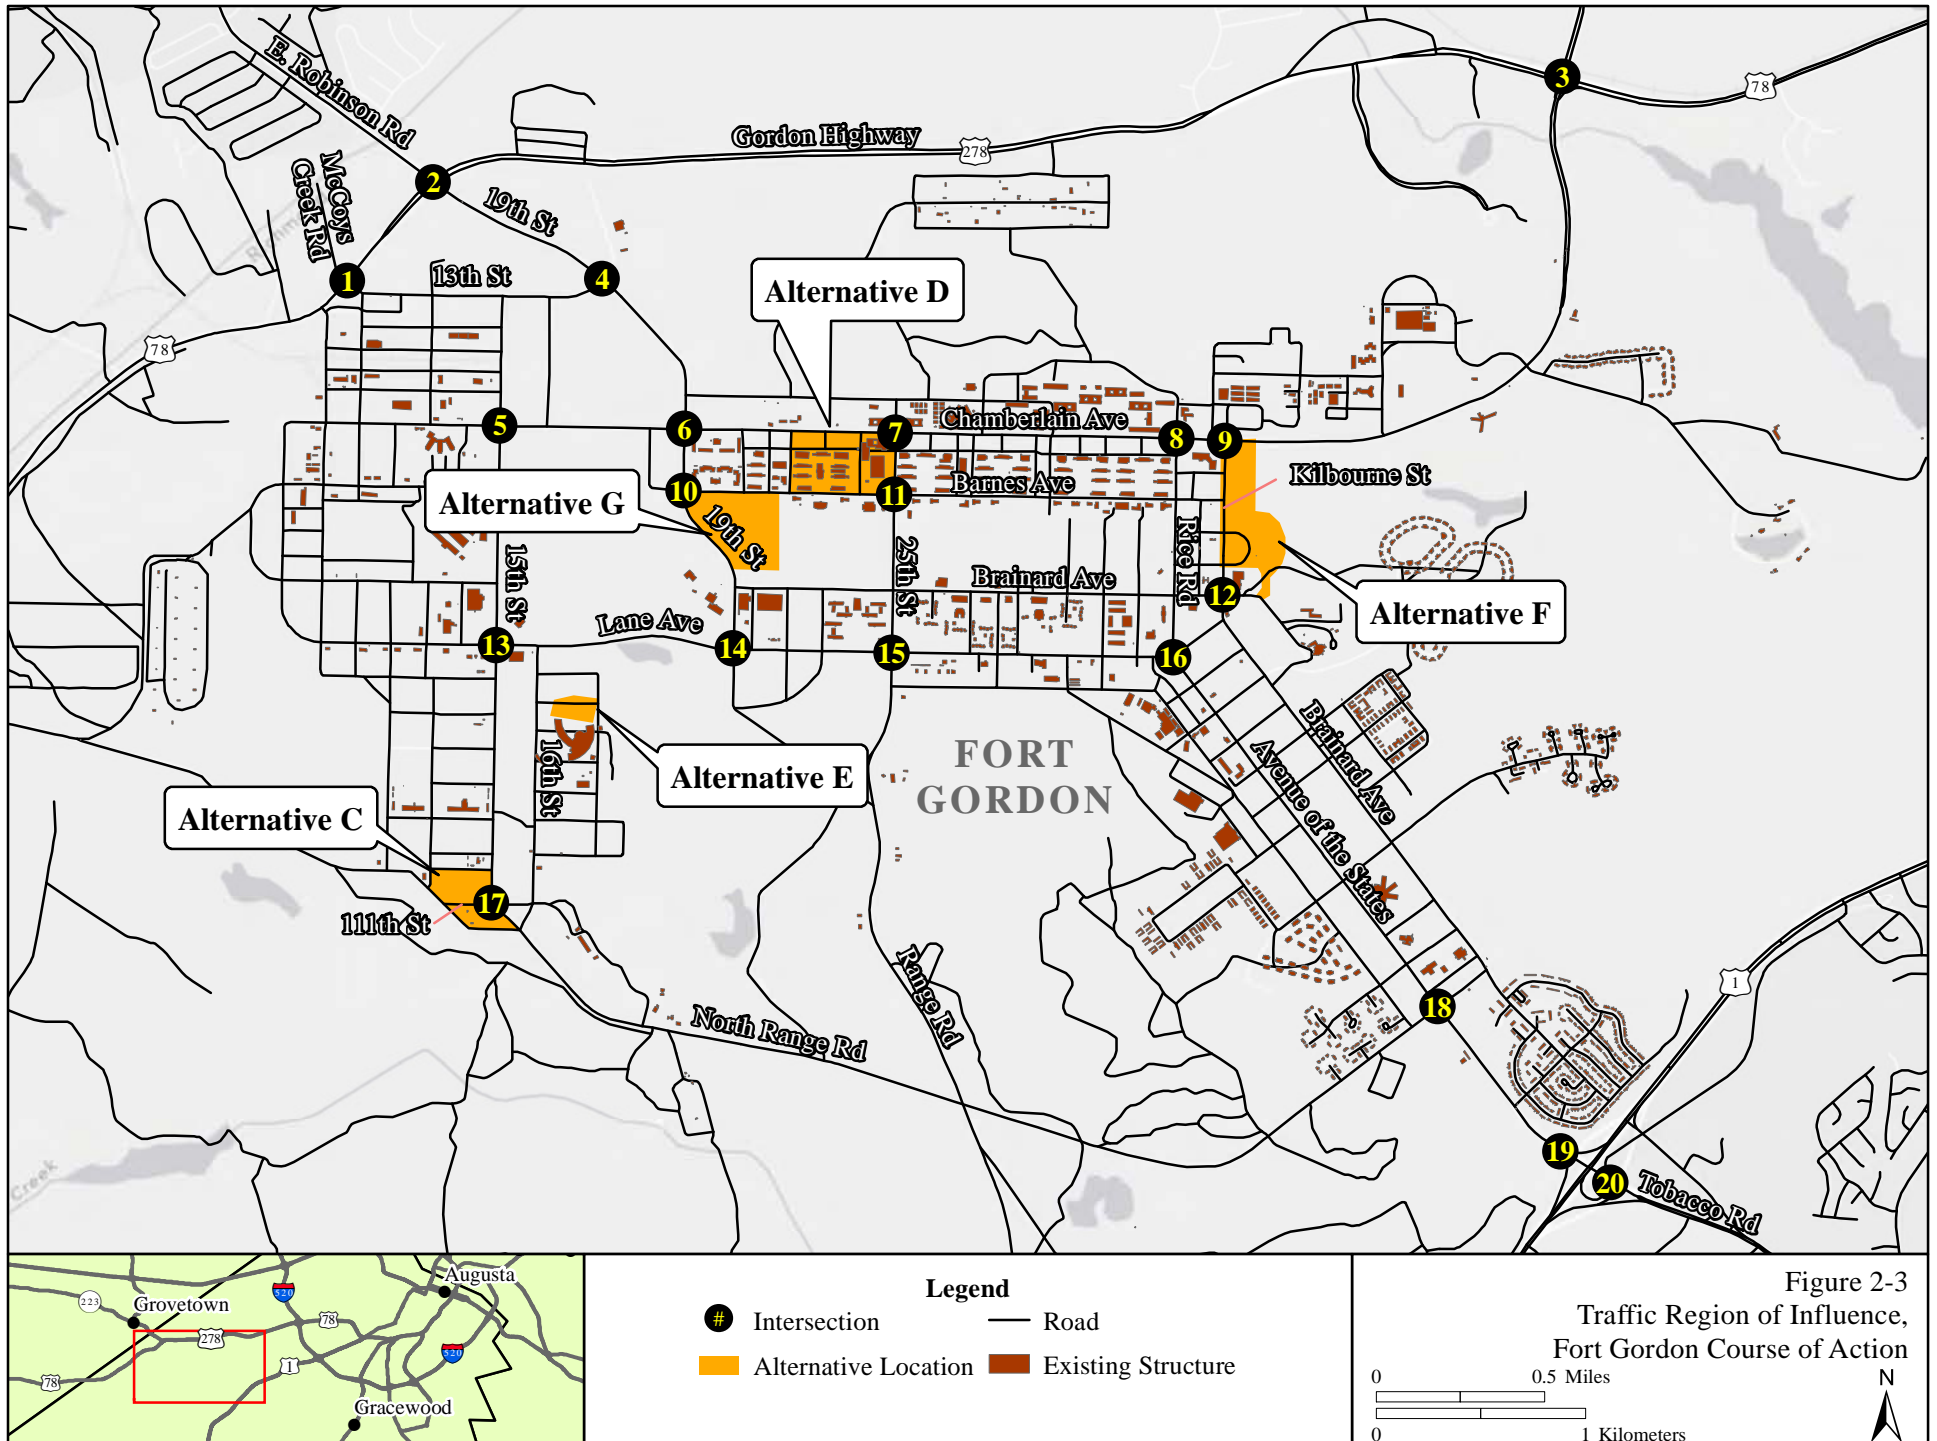 E. Robinson Rd
McCoys
Creek Rd
Richm
Gordon Highway
278
78
3
2
19th St
1
13th St
4
78
Alternative D
5
6
7
Chamberlain Ave
8
9
Alternative G
10
11
Barnes Ave
Kilbourne St
19th St
15th St
25th St
Rice Rd
Brainard Ave
12
Alternative F
Lane Ave
13
14
15
16
16th St
Alternative E
FORT
GORDON
Brainard Ave
Avenue of the States
Alternative C
17
111th St
Range Rd
North Range Rd
18
1
19
20
Tobacco Rd
Creek
Augusta
520
223
Grovetown
78
278
520
1
78
Gracewood
Legend
# Intersection
Road
Alternative Location
Existing Structure
Figure 2-3
Traffic Region of Influence,
Fort Gordon Course of Action
0 0.5 Miles
0 1 Kilometers
N